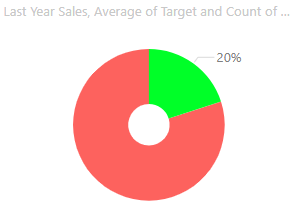 Last Year Sales, Average of Target and Count of ...
20%